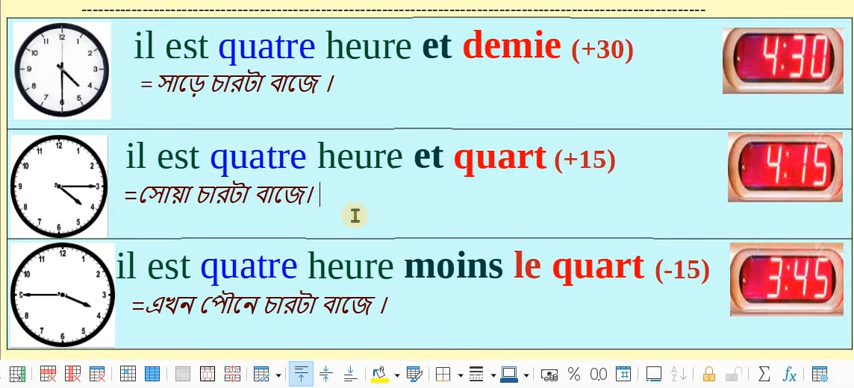 il est quatre heure et demie (+30)
= সাড়ে চারটা বাজে ।
4:30
il est quatre heure et quart (+15)
=সোয়া চারটা বাজে।
4:15
il est quatre heure moins le quart (-15)
=এখন পৌনে চারটা বাজে ।
3:45